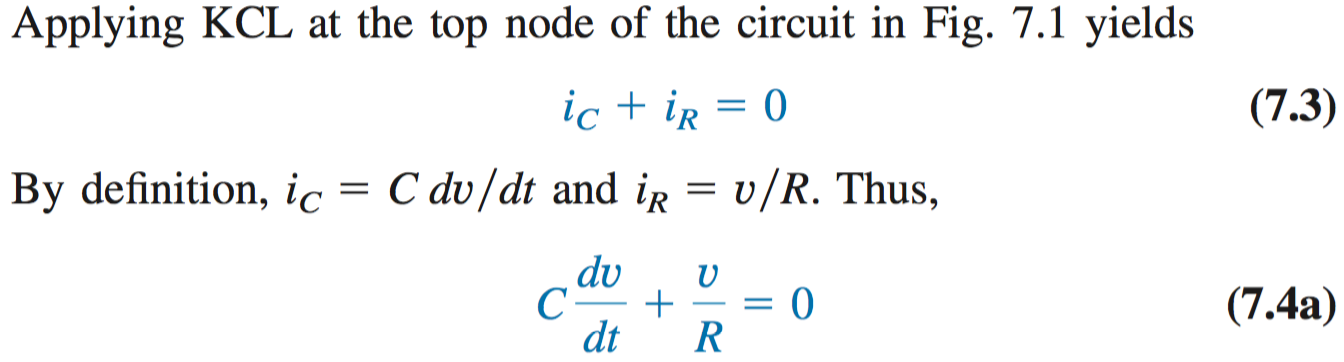 Applying KCL at the top node of the circuit in Fig. 7.1 yields
i_C + i_R = 0 (7.3)
By definition, i_C = C dv/dt and i_R = v/R. Thus,
C dv/dt + v/R = 0 (7.4a)